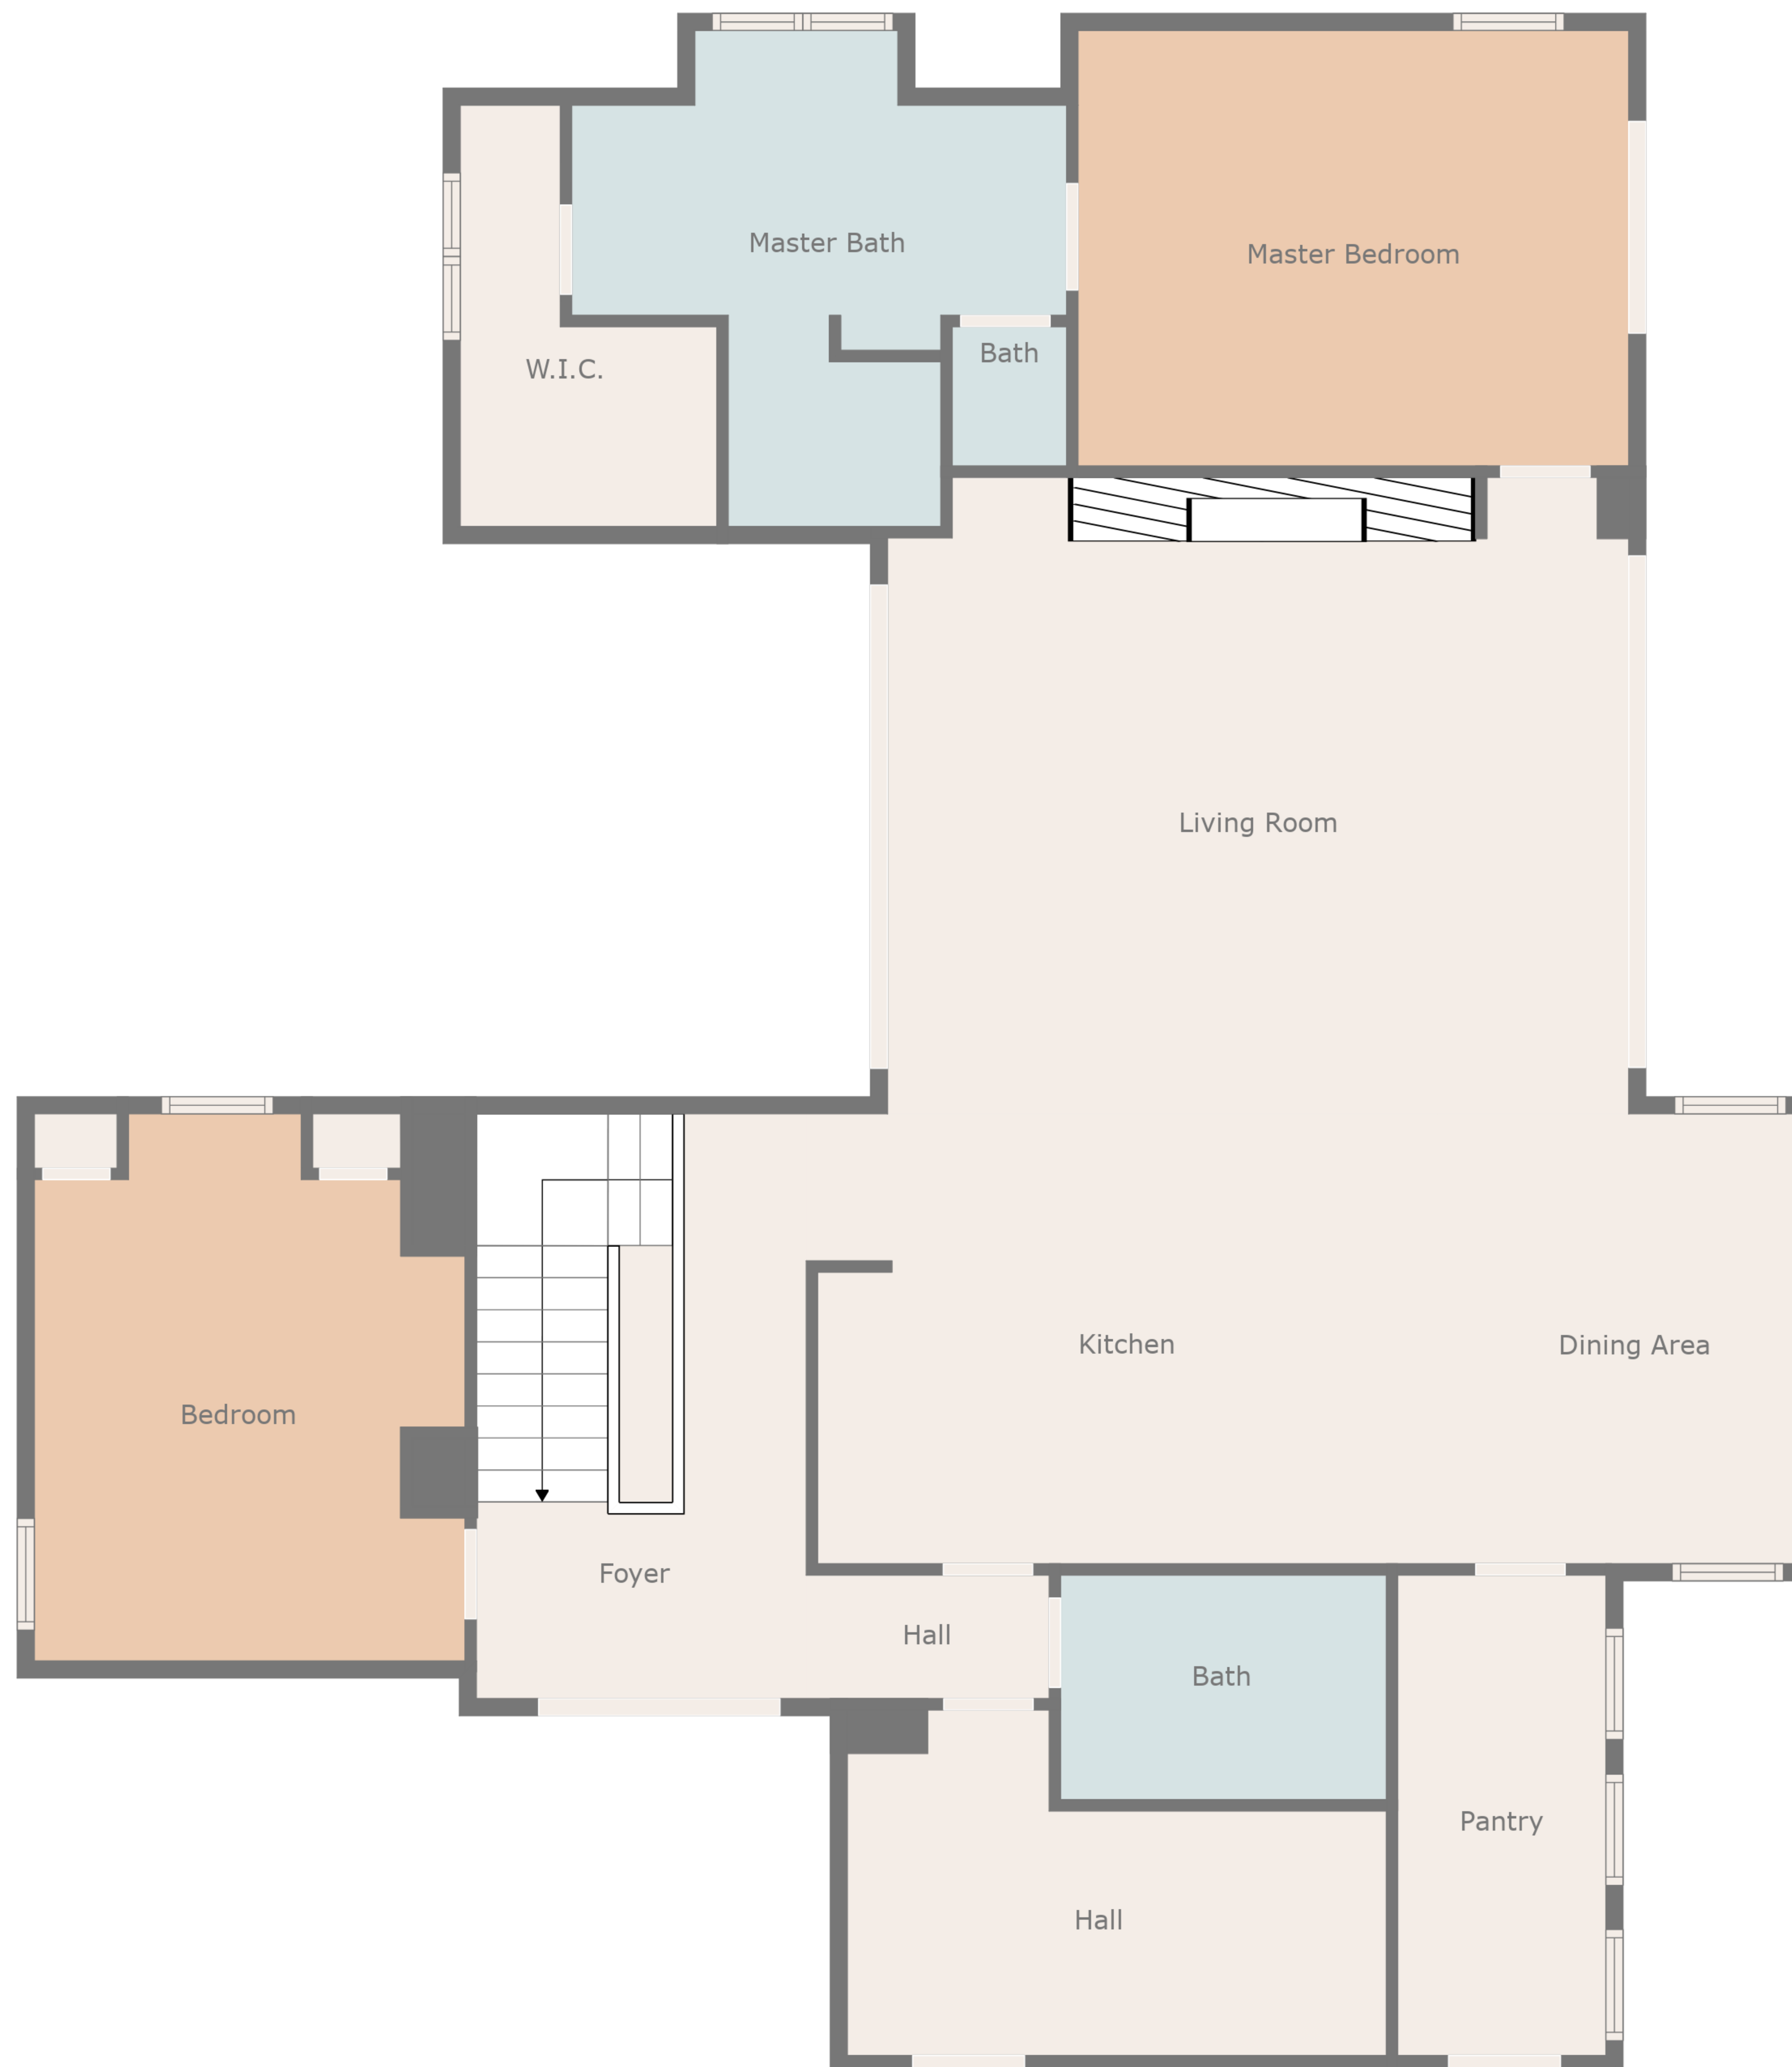 Master Bath
Master Bedroom
Bath
W.I.C.
Living Room
Kitchen
Dining Area
Bedroom
Foyer
Hall
Bath
Pantry
Hall